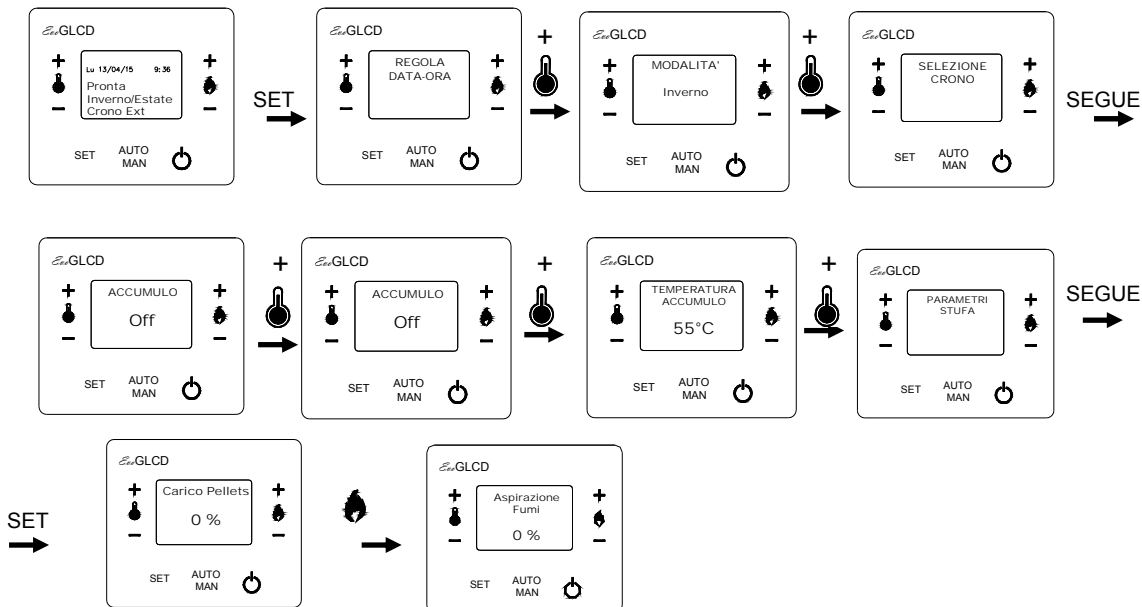 EcoGLCD
+
+
Lu 13/04/15 9:36
Pronta
Inverno/Estate
Crono Ext
-
-
SET AUTO MAN
SET
EcoGLCD
+
+
REGOLA
DATA-ORA
-
-
SET AUTO MAN
+
EcoGLCD
+
+
MODALITA'
Inverno
-
-
SET AUTO MAN
+
EcoGLCD
+
+
SELEZIONE
CRONO
-
-
SET AUTO MAN
SEGUE
EcoGLCD
+
+
ACCUMULO
Off
-
-
SET AUTO MAN
+
EcoGLCD
+
+
ACCUMULO
Off
-
-
SET AUTO MAN
+
EcoGLCD
+
+
TEMPERATURA
ACCUMULO
55°C
-
-
SET AUTO MAN
+
EcoGLCD
+
+
PARAMETRI
STUFA
-
-
SET AUTO MAN
SEGUE
SET
EcoGLCD
+
+
Carico Pellets
0 %
-
-
SET AUTO MAN
EcoGLCD
+
+
Aspirazione
Fumi
0 %
-
-
SET AUTO MAN